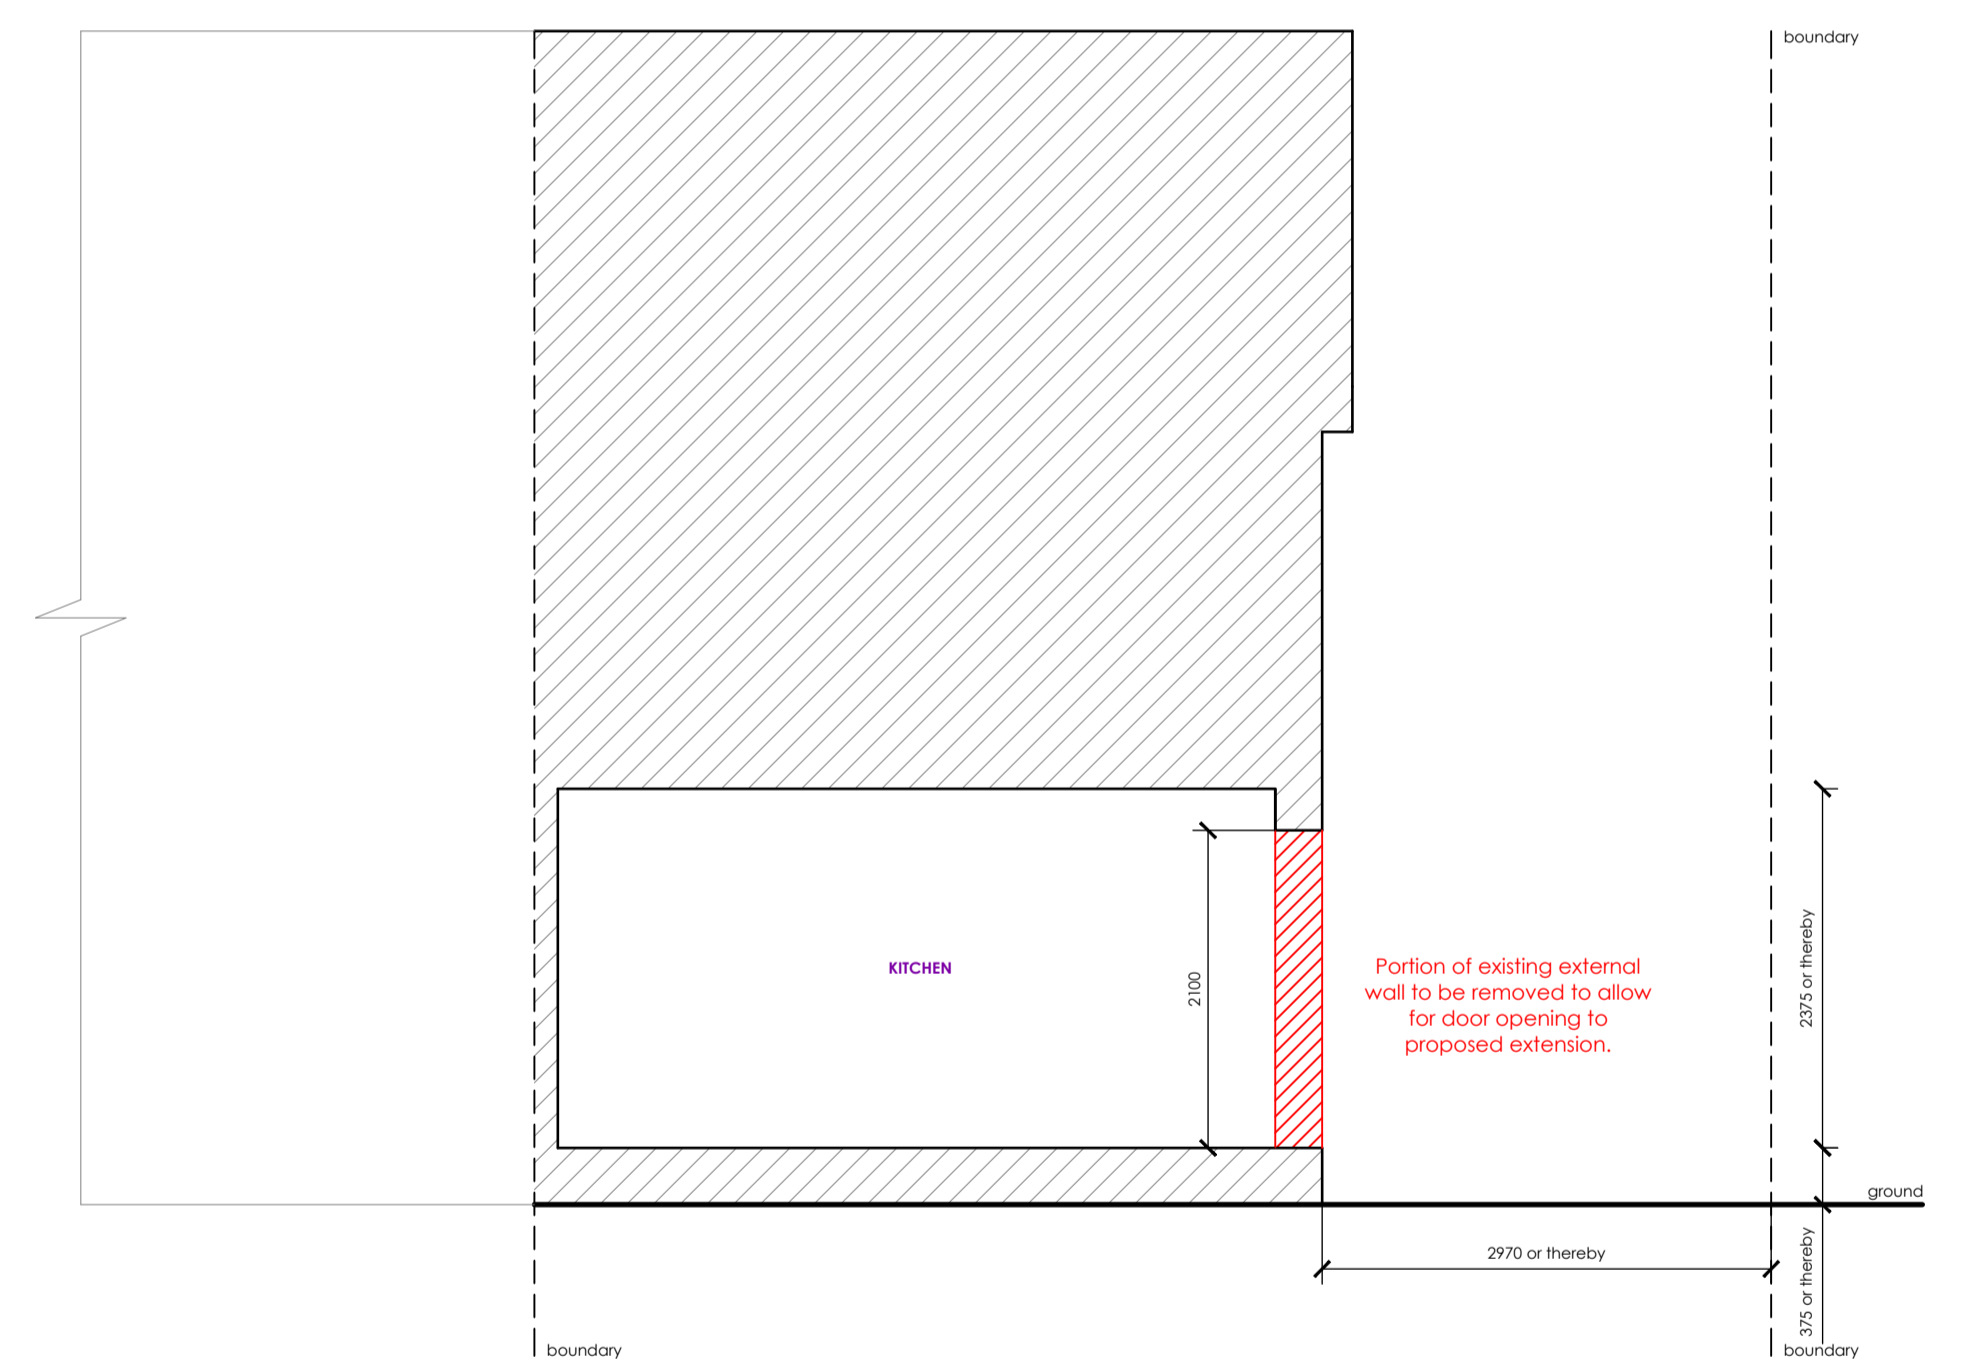 boundary
KITCHEN
2100
Portion of existing external
wall to be removed to allow
for door opening to
proposed extension.
2375 or thereby
ground
2970 or thereby
375 or thereby
boundary
boundary